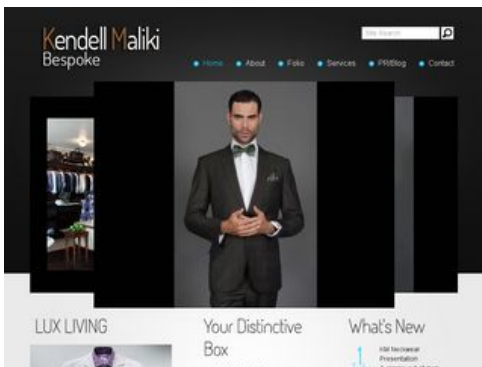 Kendell Maliki
Bespoke
Site Search
Home About Folio Services PR/Blog Contact
LUX LIVING
Your Distinctive
Box
What's New
KM Neckwear
Presentation